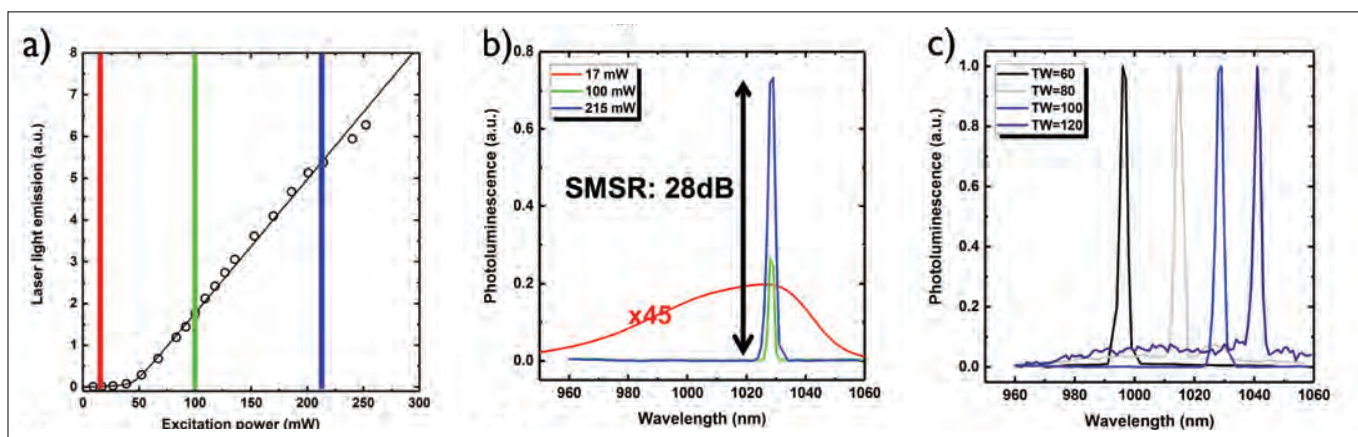 a)
8
7
6
5
4
3
2
1
0
Laser light emission (a.u.)
0 50 100 150 200 250 300
Excitation power (mW)
b)
0.8
0.6
0.4
0.2
0.0
Photoluminescence (a.u.)
17 mW
100 mW
215 mW
SMSR: 28dB
x45
960 980 1000 1020 1040 1060
Wavelength (nm)
c)
1.0
0.8
0.6
0.4
0.2
0.0
Photoluminescence (a.u.)
TW=60
TW=80
TW=100
TW=120
960 980 1000 1020 1040 1060
Wavelength (nm)